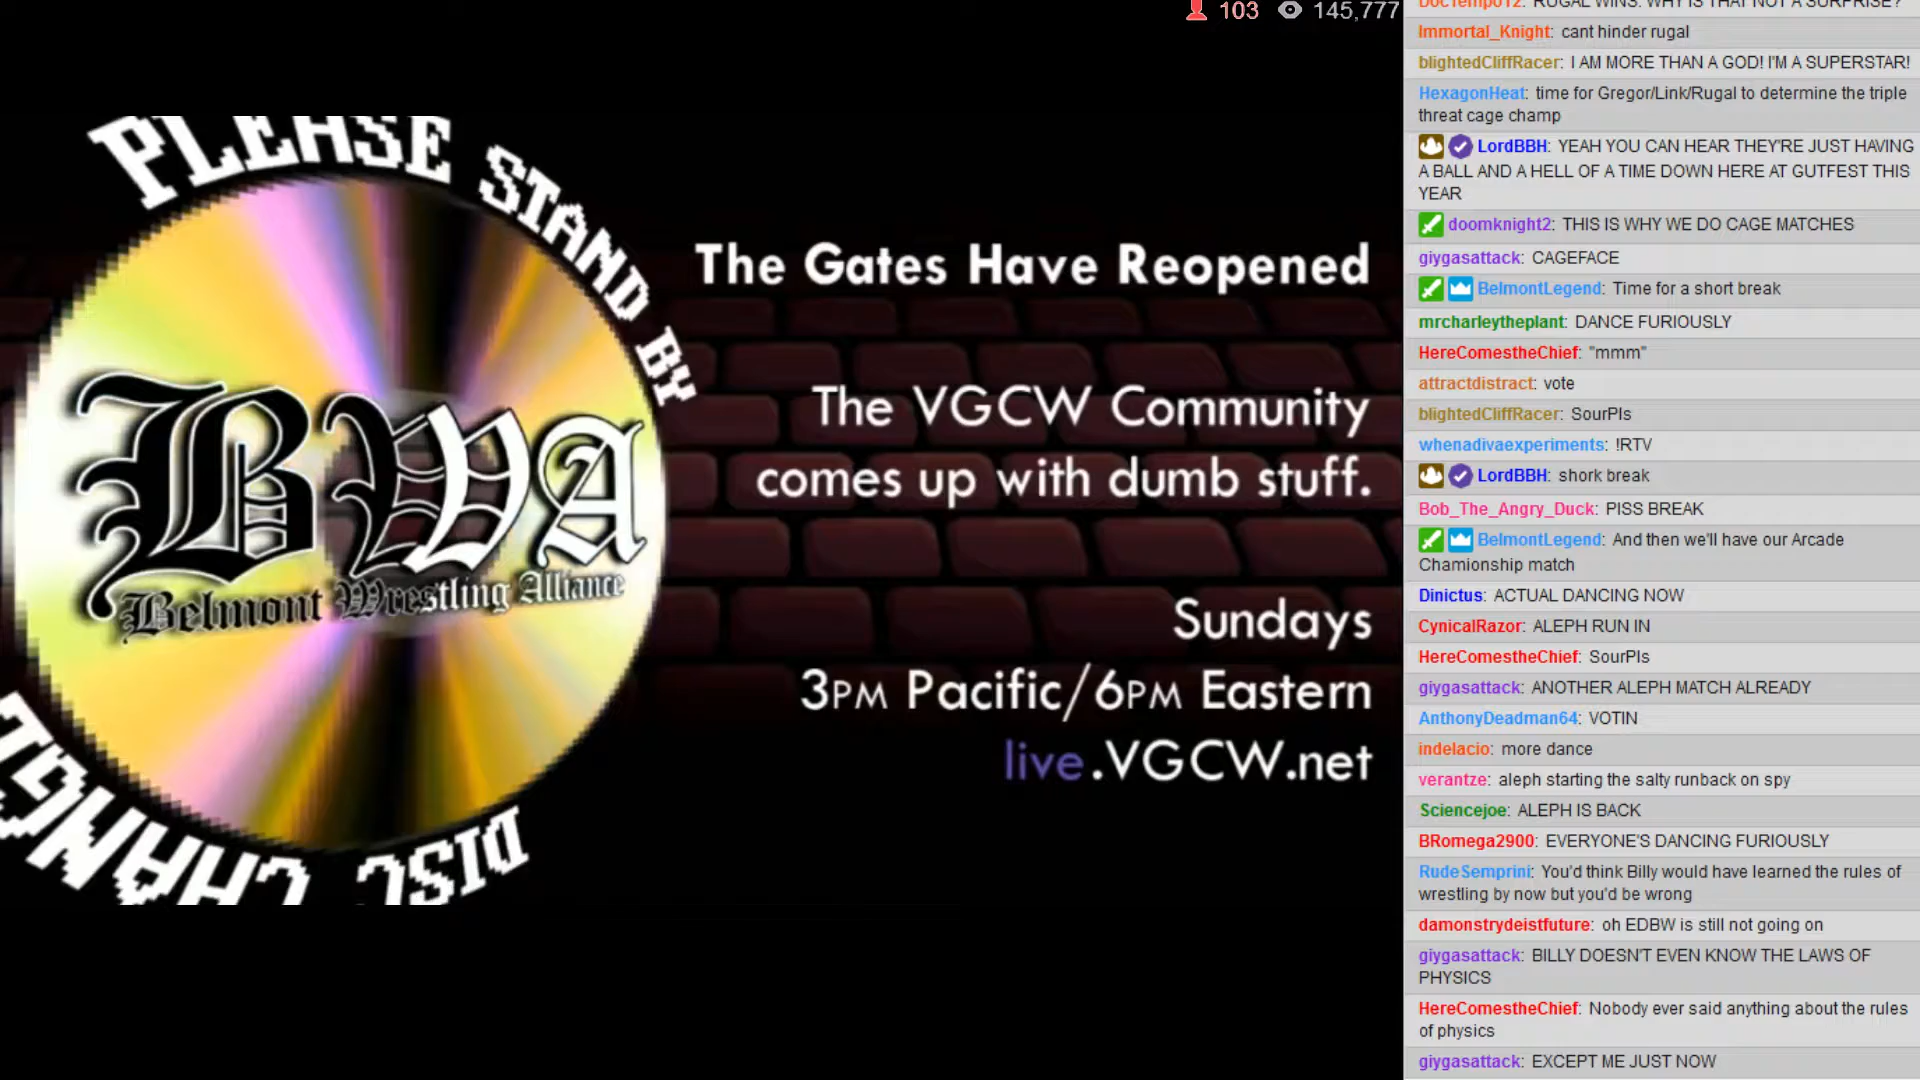 103 145,777
PLEASE STAND BY
The Gates Have Reopened
The VGCW Community
comes up with dumb stuff.
BWA
Belmont Wrestling Alliance
Sundays
3PM Pacific/6PM Eastern
live.VGCW.net
DISC CHANGE
DocTempo12: RUGAL WINS. WHY IS THAT NOT A SURPRISE?
Immortal_Knight: cant hinder rugal
blightedCliffRacer: I AM MORE THAN A GOD! I'M A SUPERSTAR!
HexagonHeat: time for Gregor/Link/Rugal to determine the triple
threat cage champ
LordBBH: YEAH YOU CAN HEAR THEY'RE JUST HAVING
A BALL AND A HELL OF A TIME DOWN HERE AT GUTFEST THIS
YEAR
doomknight2: THIS IS WHY WE DO CAGE MATCHES
giygasattack: CAGEFACE
BelmontLegend: Time for a short break
mrcharleytheplant: DANCE FURIOUSLY
HereComestheChief: "mmm"
attractdistract: vote
blightedCliffRacer: SourPls
whenadivaexperiments: !RTV
LordBBH: shork break
Bob_The_Angry_Duck: PISS BREAK
BelmontLegend: And then we'll have our Arcade
Chamionship match
Dinictus: ACTUAL DANCING NOW
CynicalRazor: ALEPH RUN IN
HereComestheChief: SourPls
giygasattack: ANOTHER ALEPH MATCH ALREADY
AnthonyDeadman64: VOTIN
indelacio: more dance
verantze: aleph starting the salty runback on spy
Sciencejoe: ALEPH IS BACK
BRomega2900: EVERYONE'S DANCING FURIOUSLY
RudeSemprini: You'd think Billy would have learned the rules of
wrestling by now but you'd be wrong
damonstrydeistfuture: oh EDBW is still not going on
giygasattack: BILLY DOESN'T EVEN KNOW THE LAWS OF
PHYSICS
HereComestheChief: Nobody ever said anything about the rules
of physics
giygasattack: EXCEPT ME JUST NOW